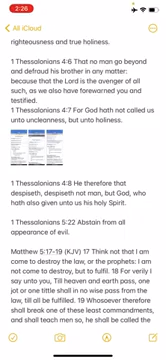 2:26
All iCloud
righteousness and true holiness.
1 Thessalonians 4:6 That no man go beyond
and defraud his brother in any matter:
because that the Lord is the avenger of all
such, as we also have forewarned you and
testified.
1 Thessalonians 4:7 For God hath not called us
unto uncleanness, but unto holiness.
1 Thessalonians 4:8 He therefore that
despiseth, despiseth not man, but God, who
hath also given unto us his holy Spirit.
1 Thessalonians 5:22 Abstain from all
appearance of evil.
Matthew 5:17-19 (KJV) 17 Think not that I am
come to destroy the law, or the prophets: I
am not come to destroy, but to fulfil. 18 For verily I
say unto you, Till heaven and earth pass, one
jot or one tittle shall in no wise pass from the
law, till all be fulfilled. 19 Whosoever therefore
shall break one of these least commandments,
and shall teach men so, he shall be called the